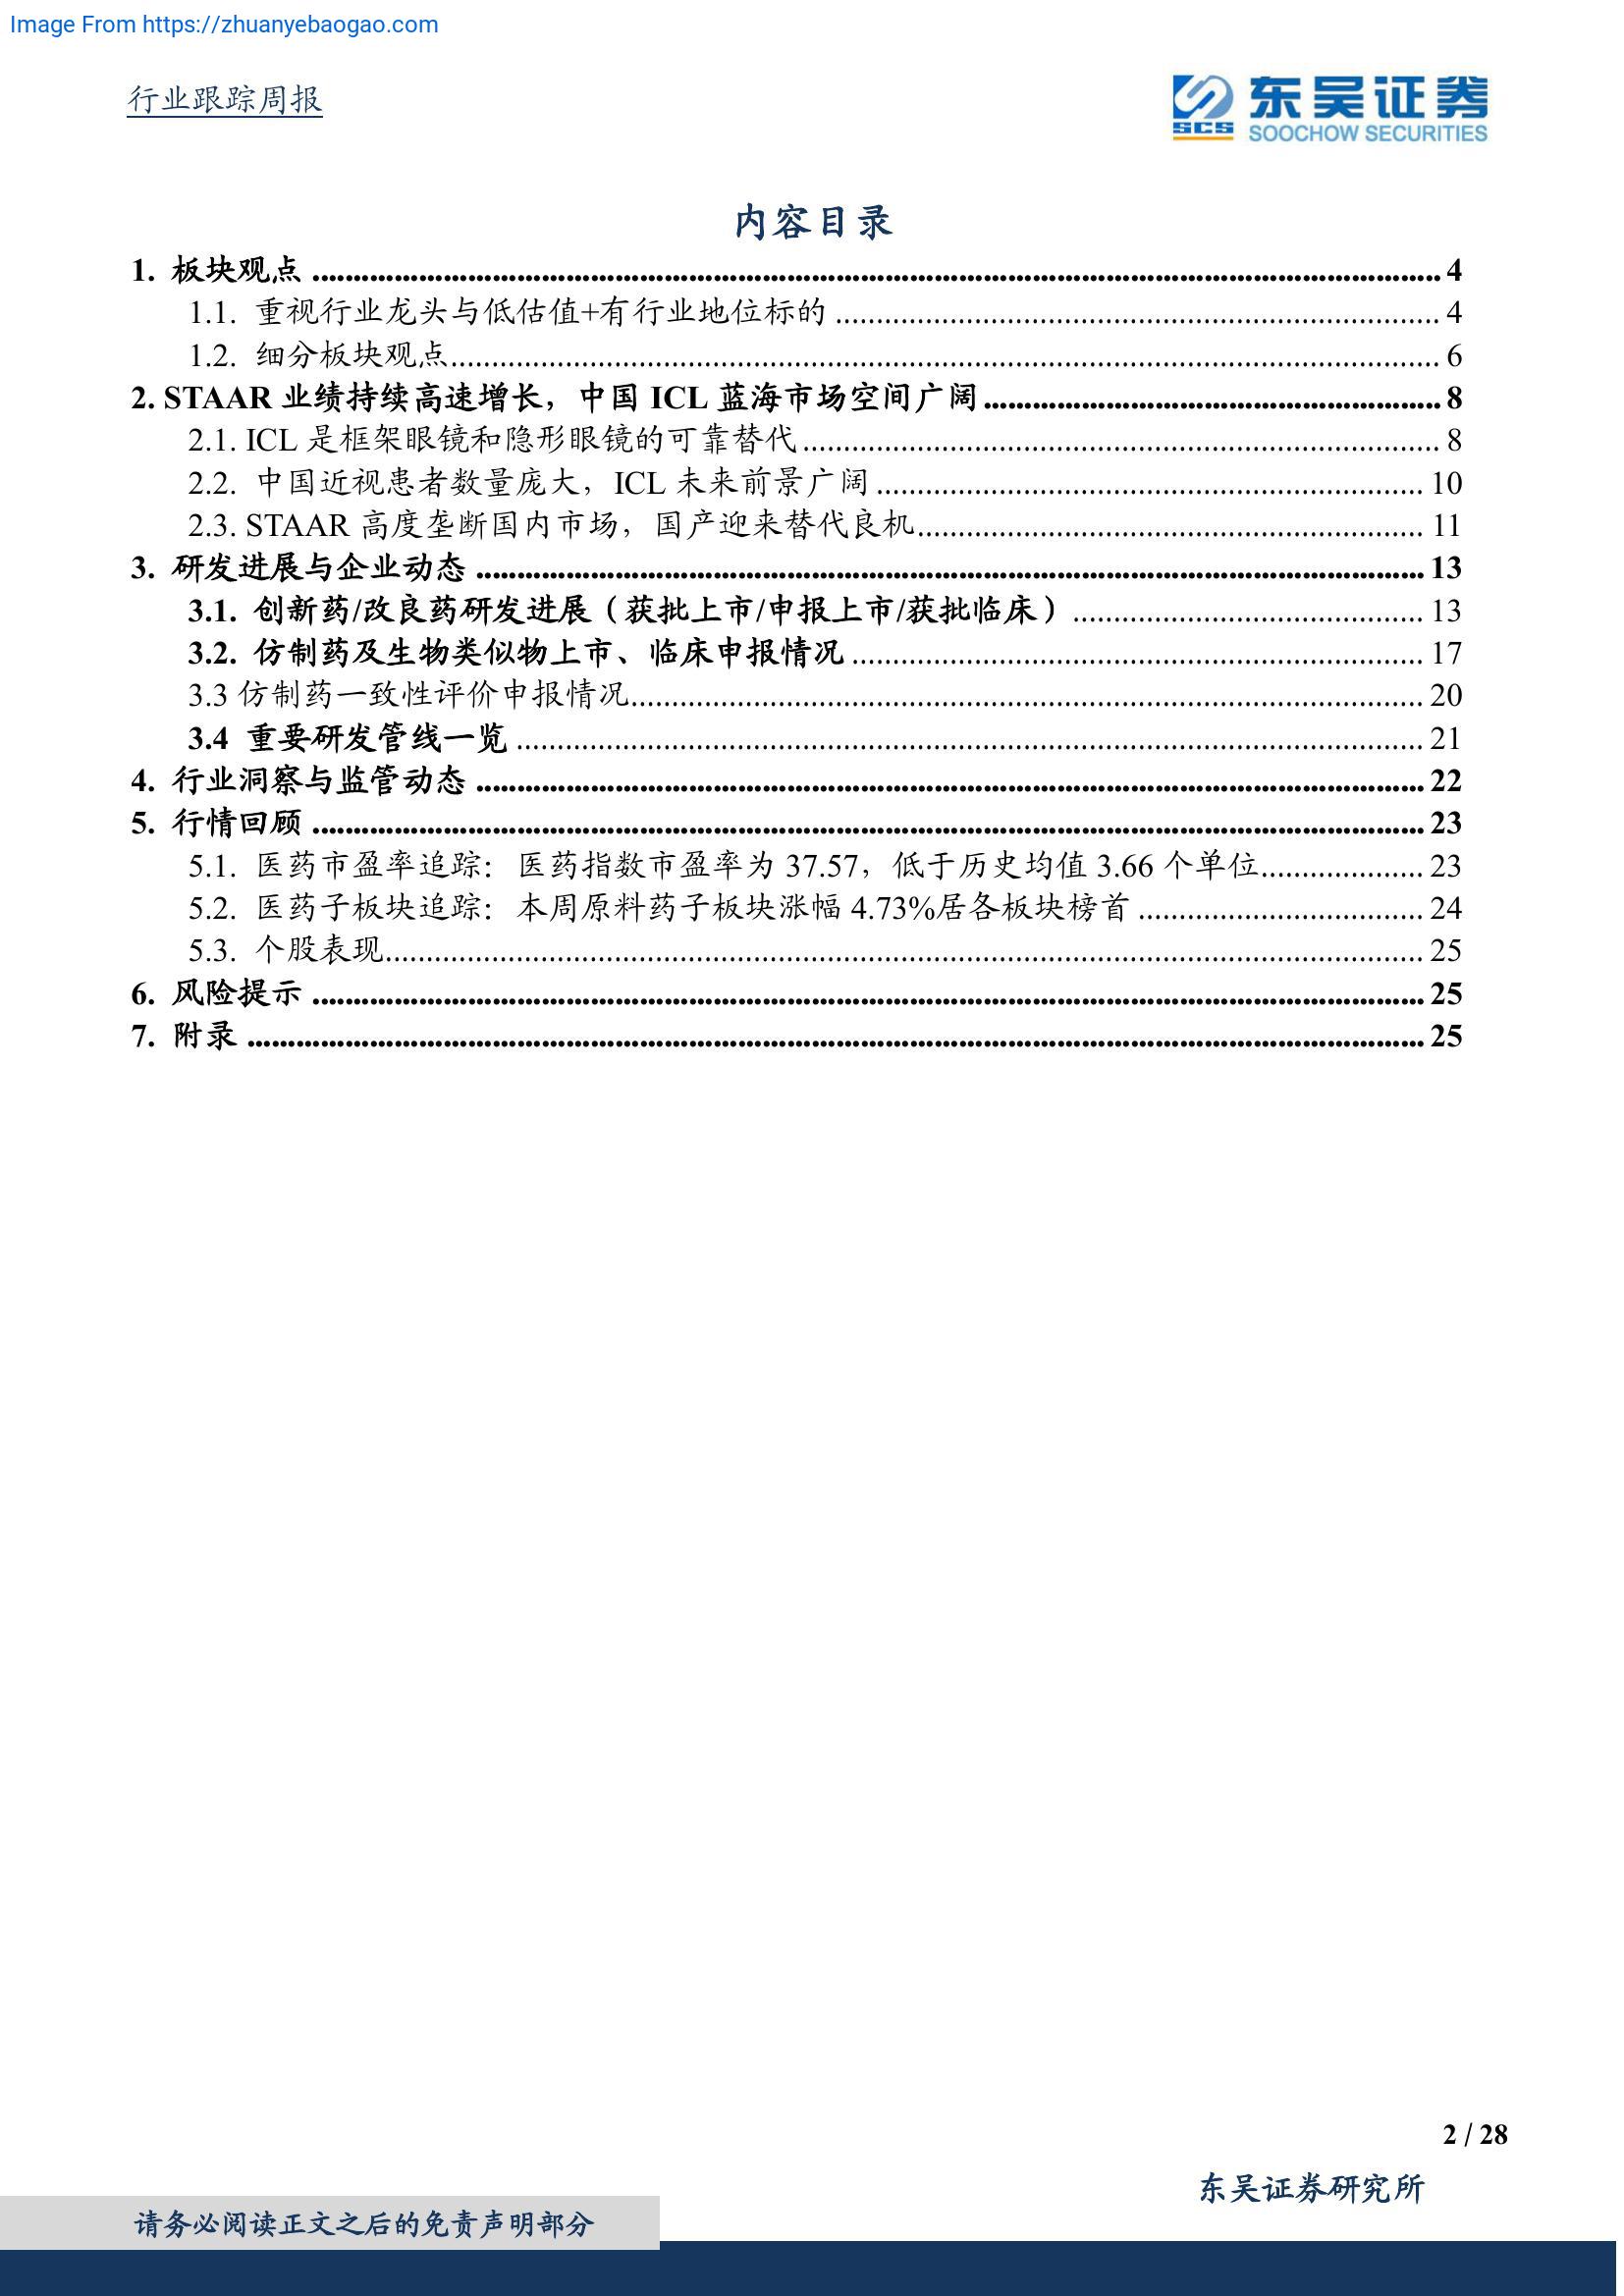 Image From https://zhuanyebaogao.com
行业跟踪周报
SCS 东吴证券
SOOCHOW SECURITIES
内容目录
1. 板块观点 ........ 4
1.1. 重视行业龙头与低估值+有行业地位标的 ........ 4
1.2. 细分板块观点 ........ 6
2. STAAR 业绩持续高速增长，中国 ICL 蓝海市场空间广阔 ........ 8
2.1. ICL 是框架眼镜和隐形眼镜的可靠替代 ........ 8
2.2. 中国近视患者数量庞大，ICL 未来前景广阔 ........ 10
2.3. STAAR 高度垄断国内市场，国产迎来替代良机 ........ 11
3. 研发进展与企业动态 ........ 13
3.1. 创新药/改良药研发进展（获批上市/申报上市/获批临床） ........ 13
3.2. 仿制药及生物类似物上市、临床申报情况 ........ 17
3.3 仿制药一致性评价申报情况 ........ 20
3.4 重要研发管线一览 ........ 21
4. 行业洞察与监管动态 ........ 22
5. 行情回顾 ........ 23
5.1. 医药市盈率追踪：医药指数市盈率为 37.57，低于历史均值 3.66 个单位 ........ 23
5.2. 医药子板块追踪：本周原料药子板块涨幅 4.73%居各板块榜首 ........ 24
5.3. 个股表现 ........ 25
6. 风险提示 ........ 25
7. 附录 ........ 25
2 / 28
东吴证券研究所
请务必阅读正文之后的免责声明部分